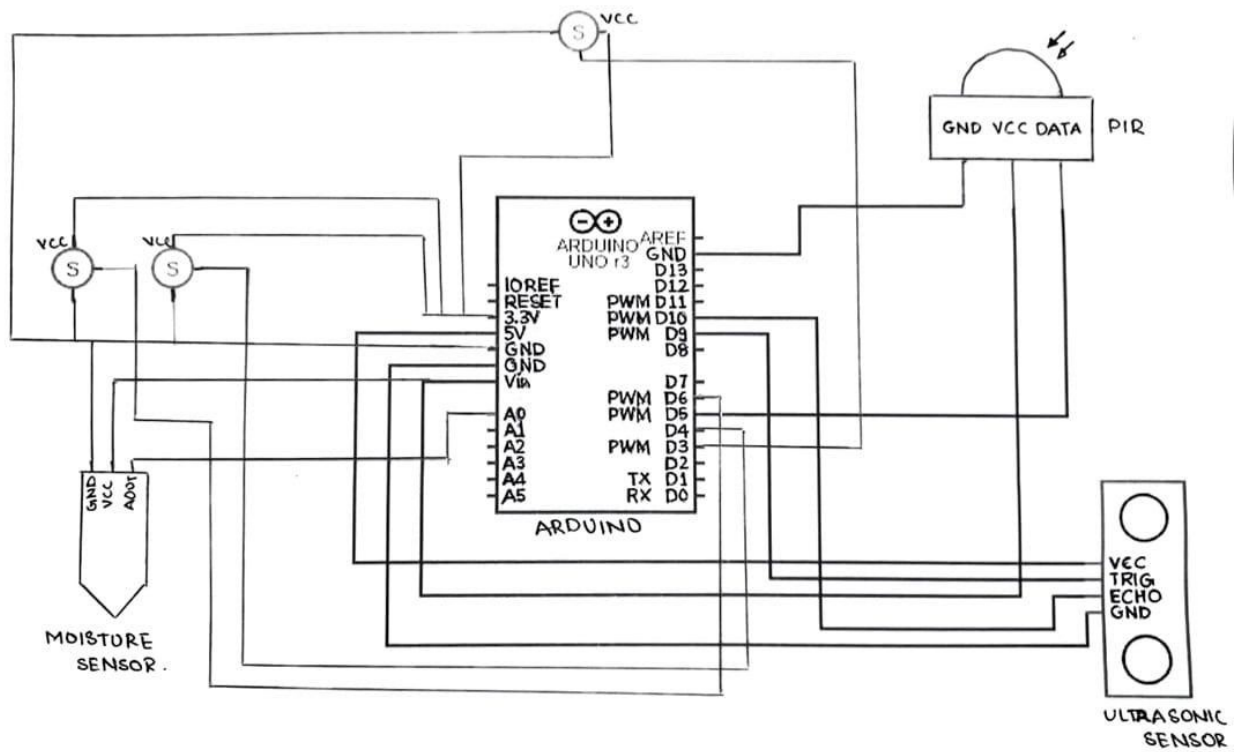 VCC
S
GND VCC DATA
PIR
VCC
S
VCC
S
ARDUINO
UNO r3
AREF
GND
D13
D12
PWM D11
PWM D10
PWM D9
D8
D7
PWM D6
PWM D5
D4
PWM D3
D2
TX D1
RX D0
IOREF
RESET
3.3V
5V
GND
GND
Vin
A0
A1
A2
A3
A4
A5
ARDUINO
GND
VCC
AOUT
MOISTURE
SENSOR.
VCC
TRIG
ECHO
GND
ULTRASONIC
SENSOR